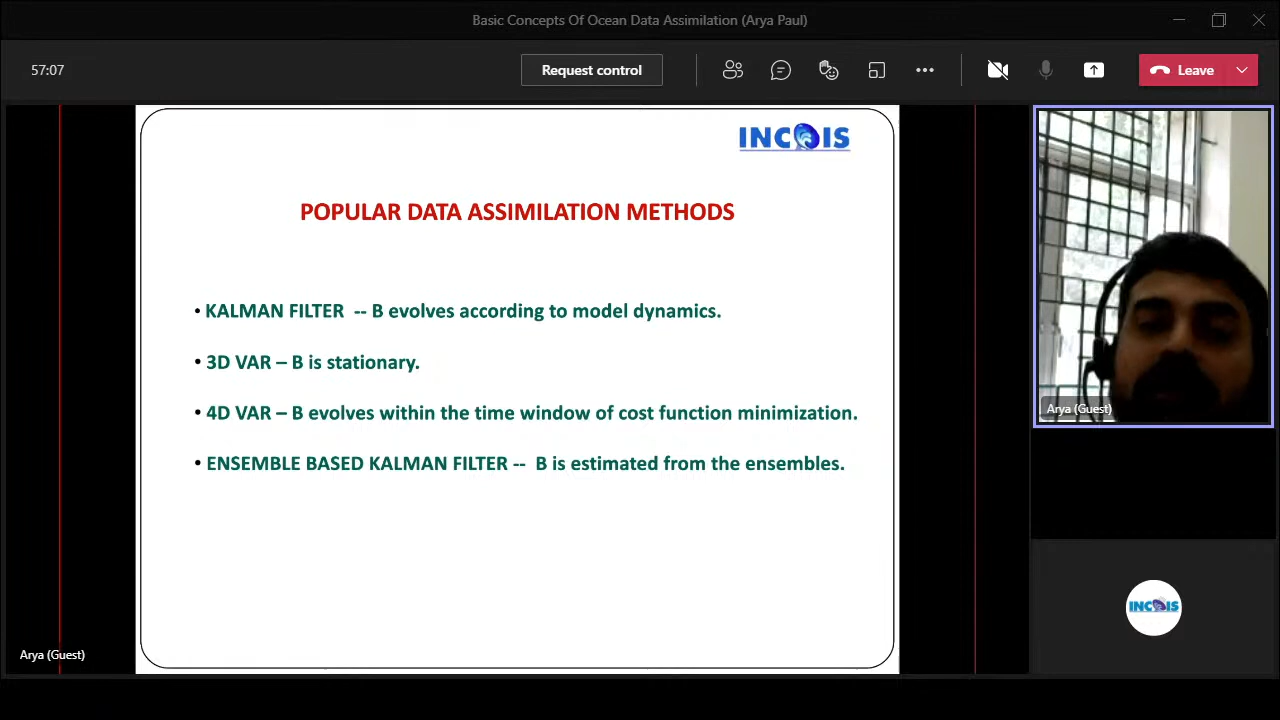 Basic Concepts Of Ocean Data Assimilation (Arya Paul)
57:07
Request control
Leave
INCOIS
POPULAR DATA ASSIMILATION METHODS
• KALMAN FILTER -- B evolves according to model dynamics.
• 3D VAR – B is stationary.
• 4D VAR – B evolves within the time window of cost function minimization.
• ENSEMBLE BASED KALMAN FILTER -- B is estimated from the ensembles.
Arya (Guest)
Arya (Guest)
INCOIS